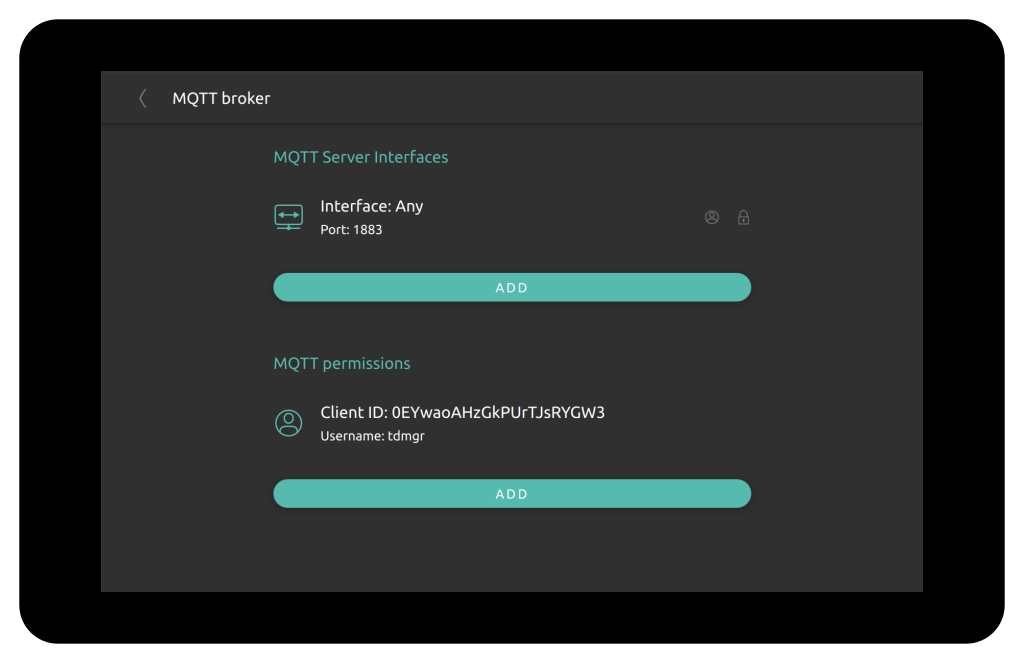 MQTT broker
MQTT Server Interfaces
Interface: Any
Port: 1883
ADD
MQTT permissions
Client ID: 0EYwaoAHzGkPUrTJsRYGW3
Username: tdmgr
ADD